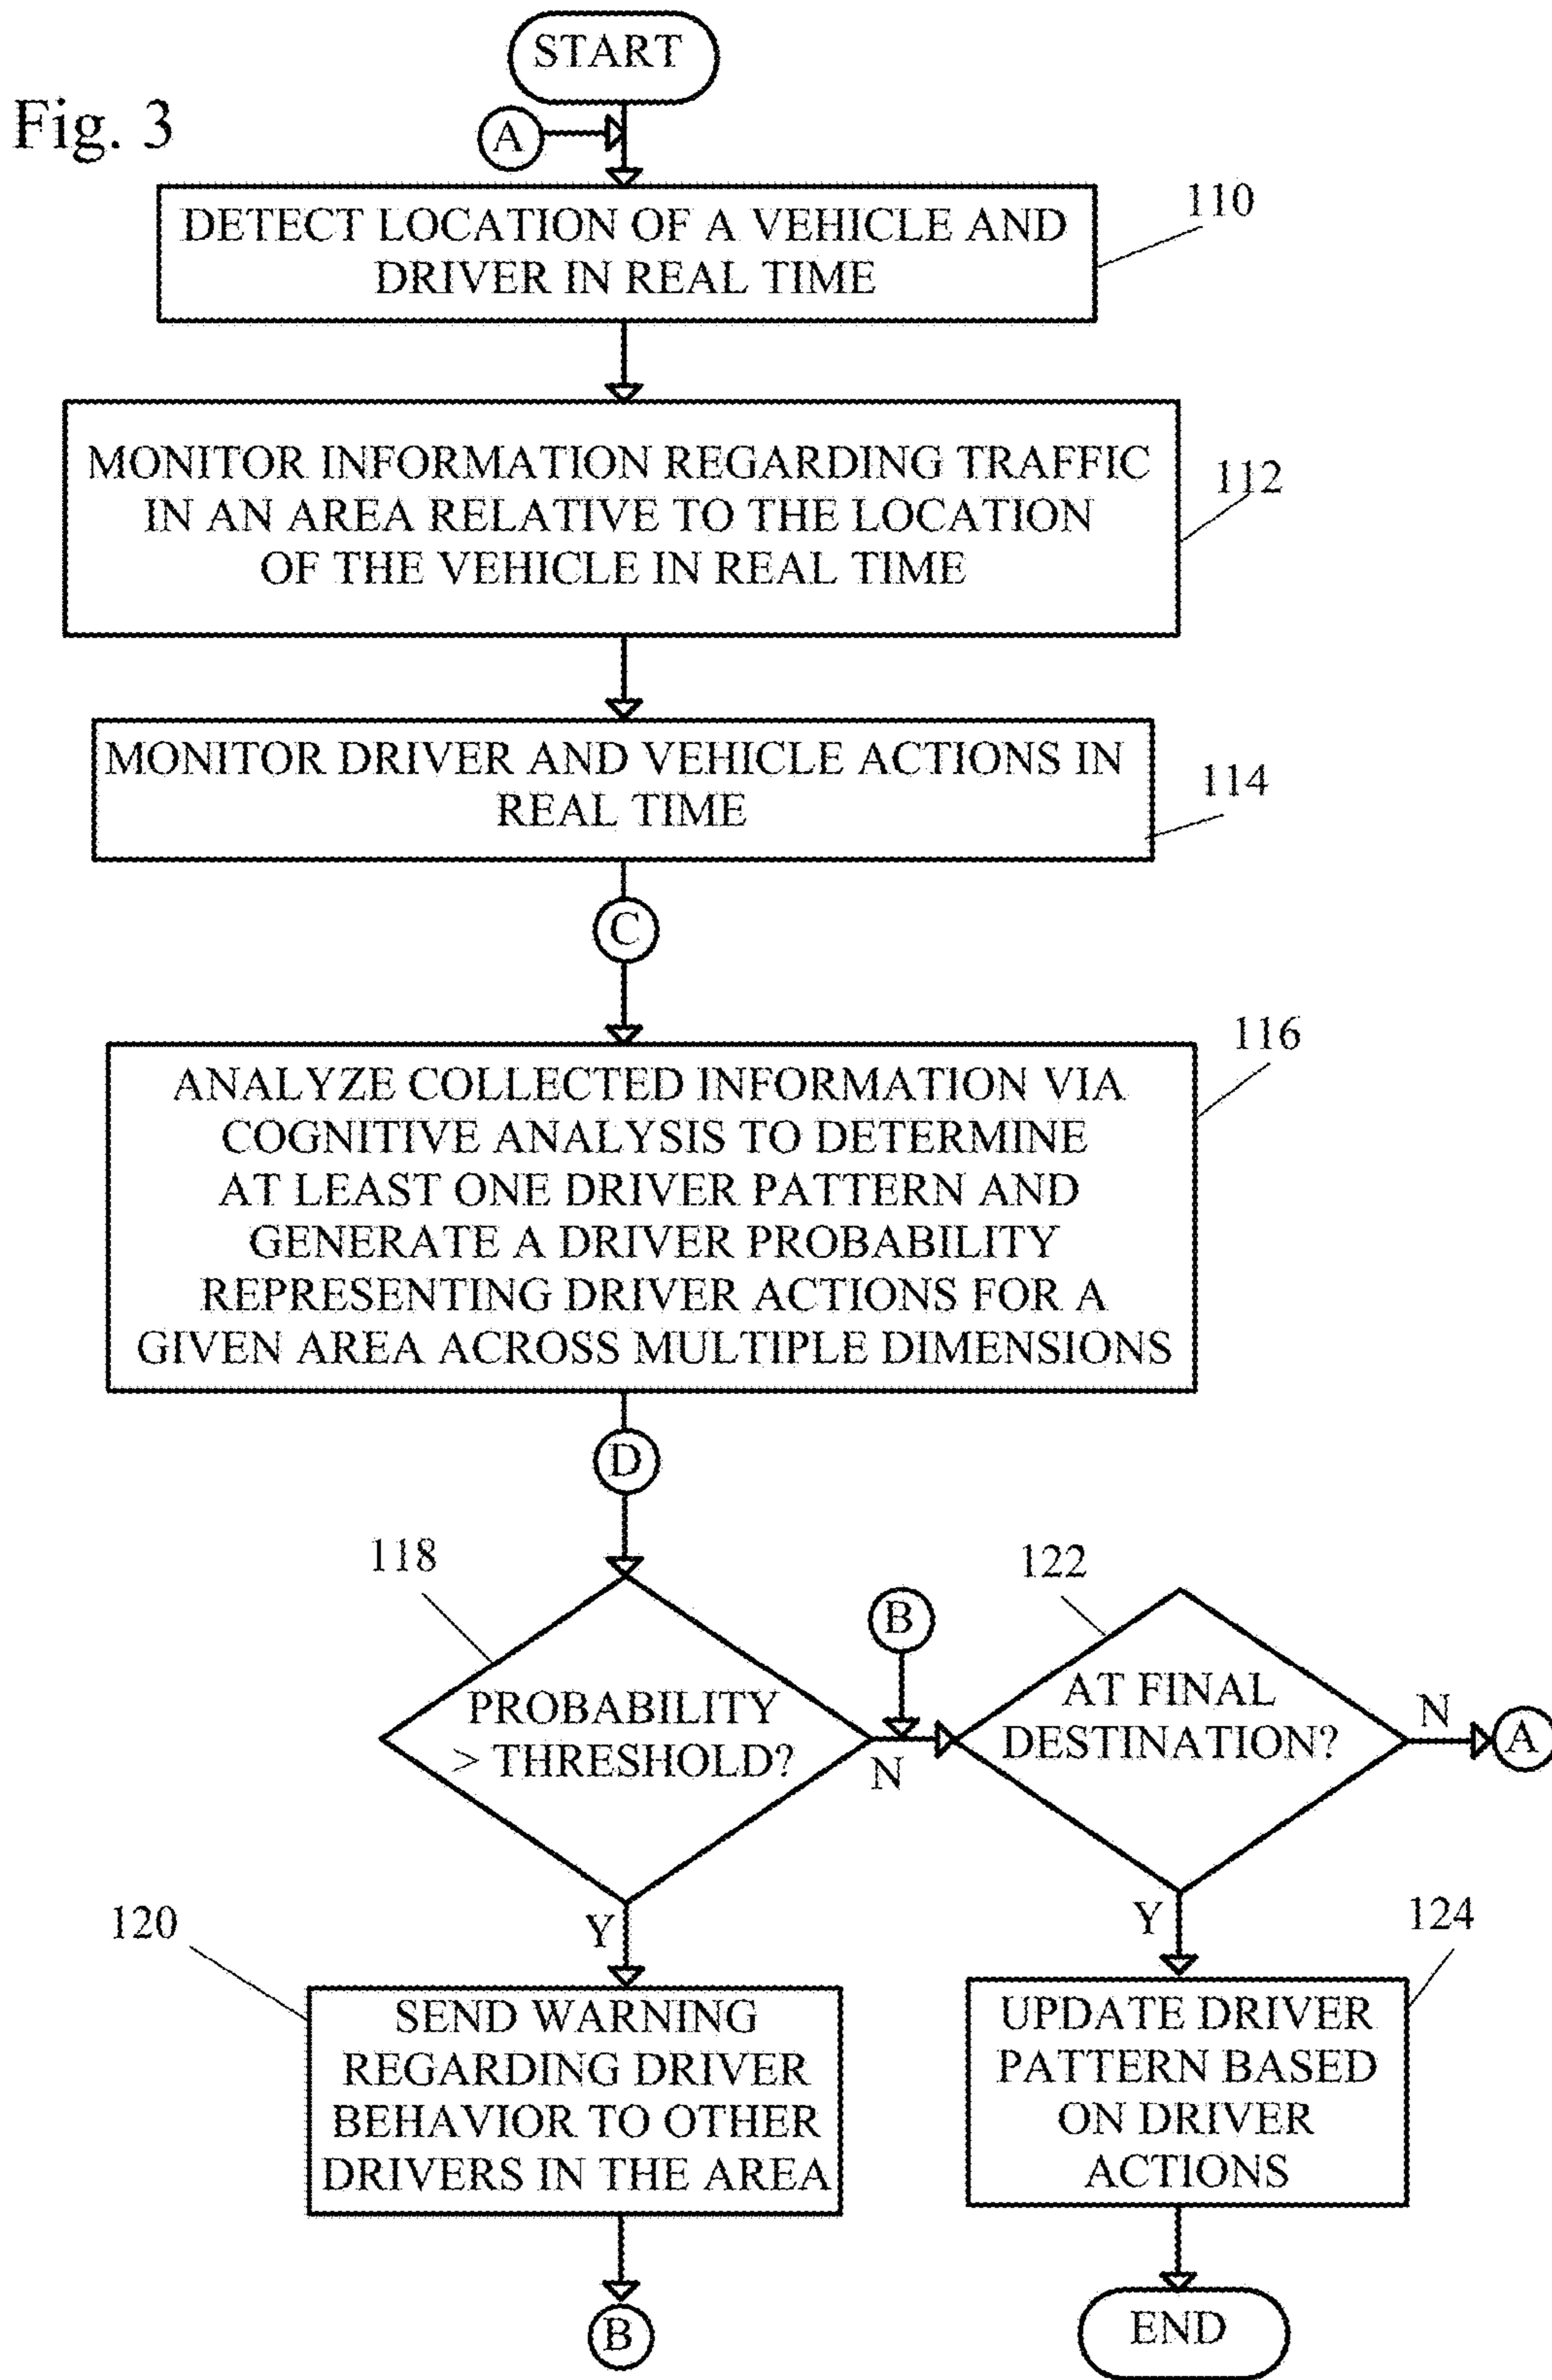 START
Fig. 3
A
110
DETECT LOCATION OF A VEHICLE AND
DRIVER IN REAL TIME
MONITOR INFORMATION REGARDING TRAFFIC
IN AN AREA RELATIVE TO THE LOCATION
OF THE VEHICLE IN REAL TIME
112
MONITOR DRIVER AND VEHICLE ACTIONS IN
REAL TIME
114
C
116
ANALYZE COLLECTED INFORMATION VIA
COGNITIVE ANALYSIS TO DETERMINE
AT LEAST ONE DRIVER PATTERN AND
GENERATE A DRIVER PROBABILITY
REPRESENTING DRIVER ACTIONS FOR A
GIVEN AREA ACROSS MULTIPLE DIMENSIONS
D
118
PROBABILITY
> THRESHOLD?
N
B
122
AT FINAL
DESTINATION?
N
A
Y
120
SEND WARNING
REGARDING DRIVER
BEHAVIOR TO OTHER
DRIVERS IN THE AREA
B
Y
124
UPDATE DRIVER
PATTERN BASED
ON DRIVER
ACTIONS
END